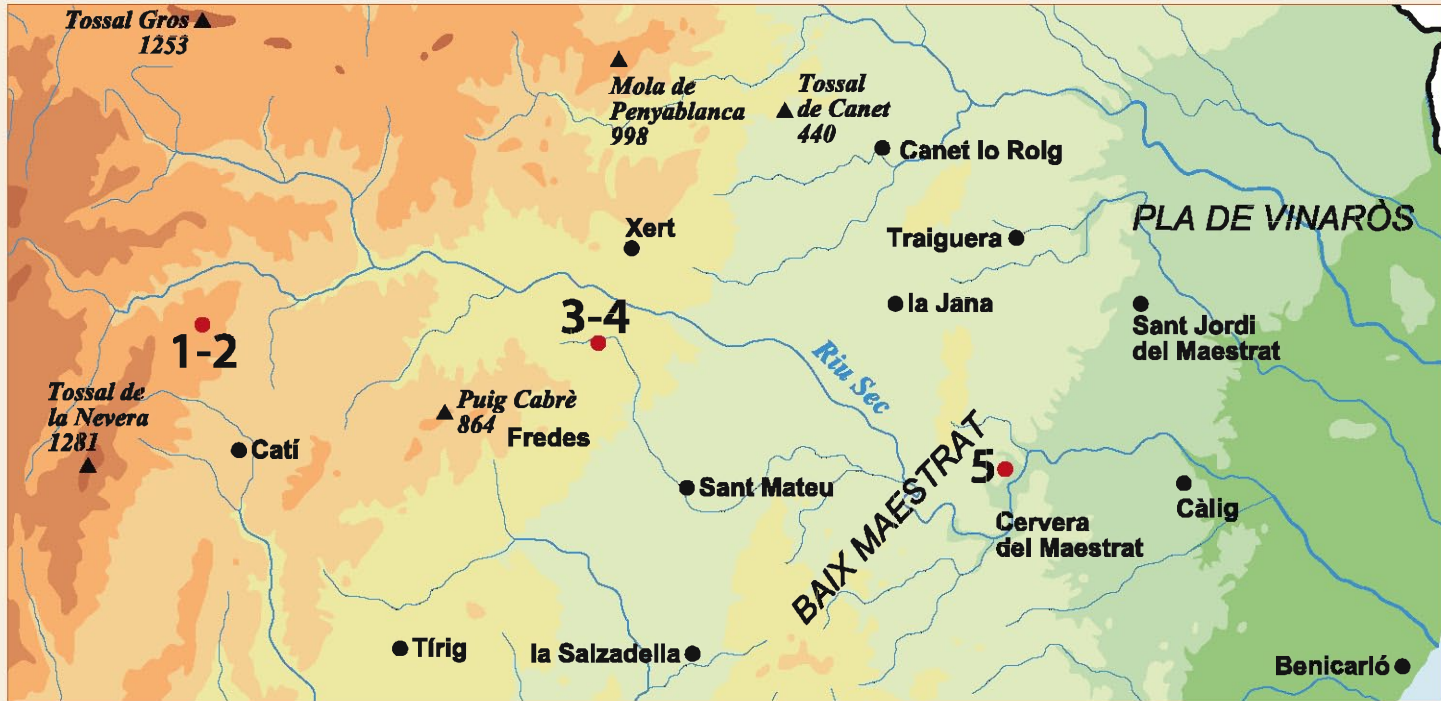 Tossal Gros
1253
Mola de
Penyablanca
998
Tossal
de Canet
440
Canet lo Roig
Xert
Traiguera
PLA DE VINARÒS
la Jana
Sant Jordi
del Maestrat
3-4
1-2
Riu Sec
Tossal de
la Nevera
1281
Puig Cabrè
864
Fredes
Catí
Sant Mateu
BAIX MAESTRAT
5
Càlig
Cervera
del Maestrat
Tírig
la Salzadella
Benicarló